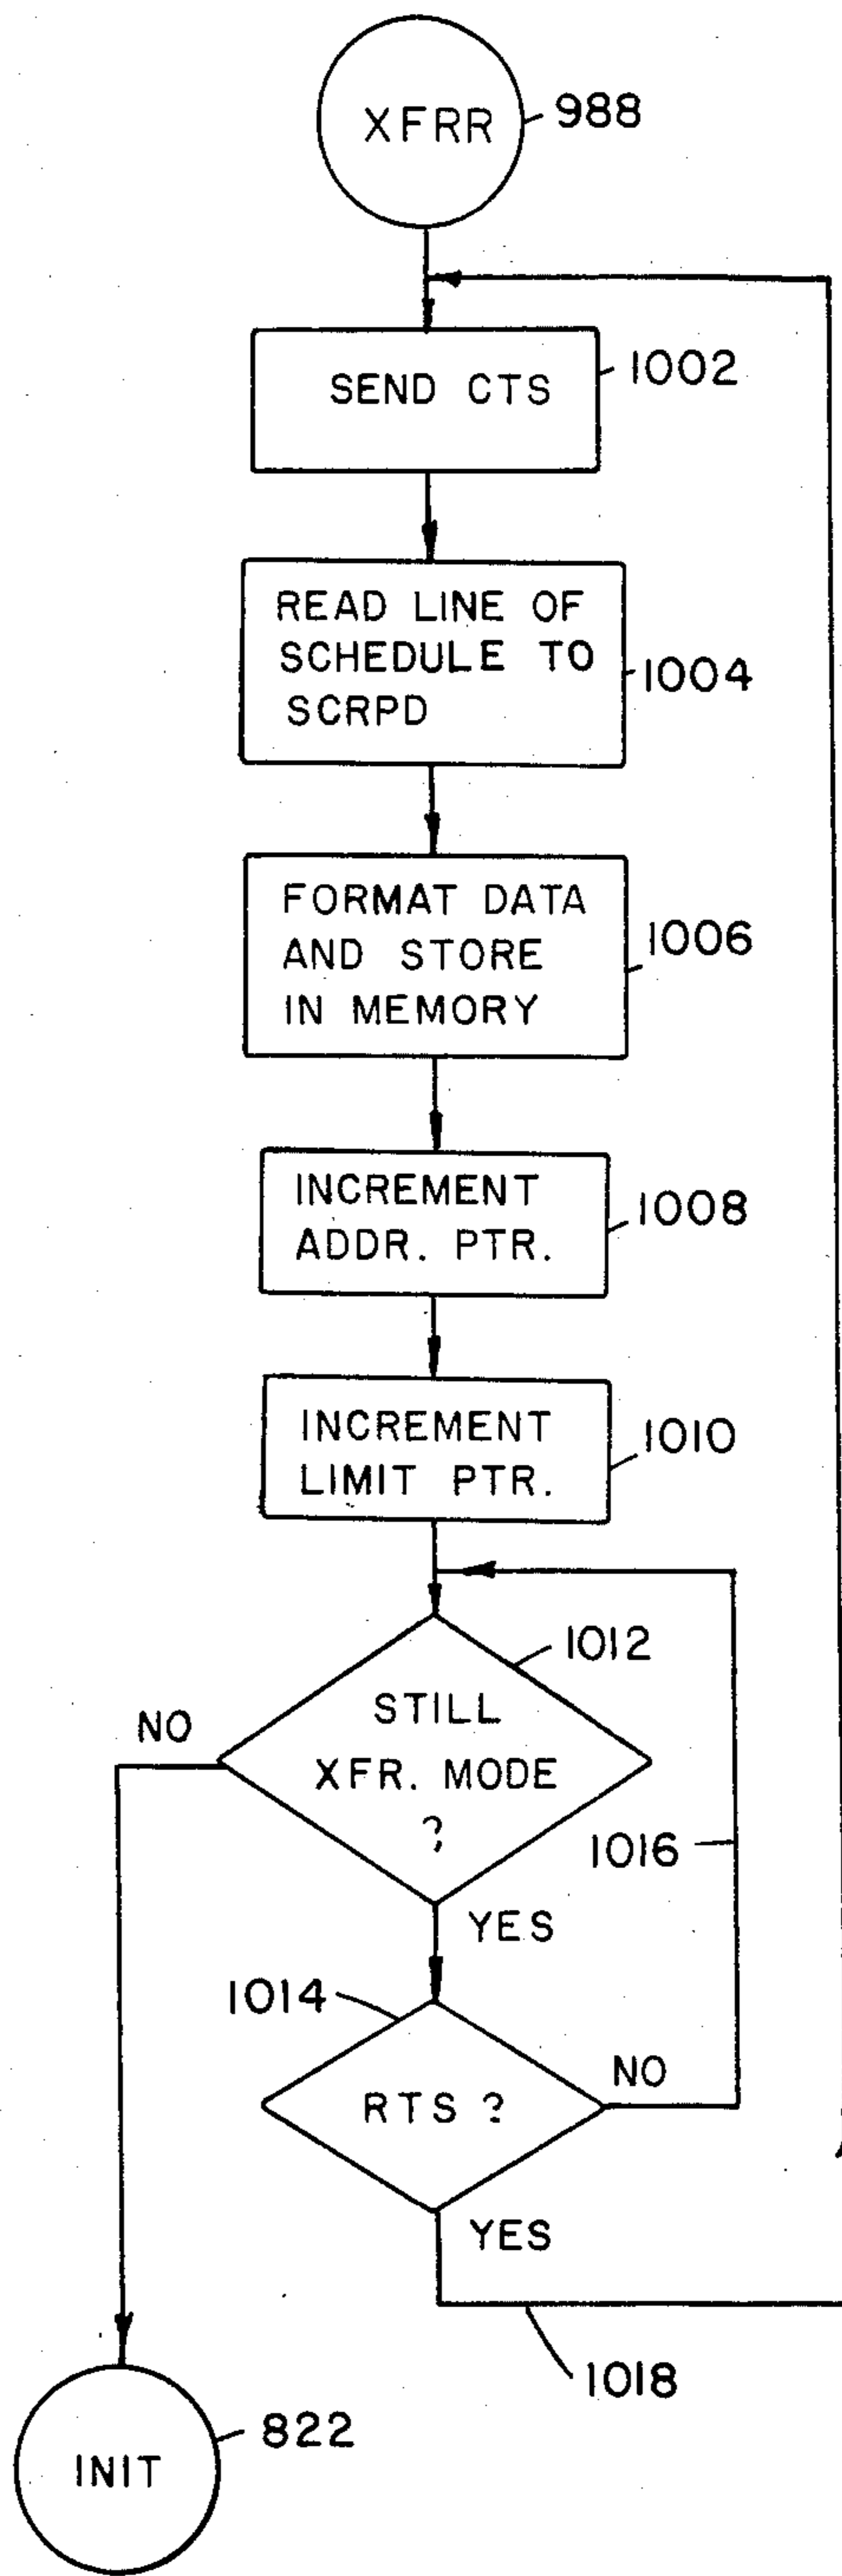 XFRR
988
SEND CTS
1002
READ LINE OF
SCHEDULE TO
SCRPD
1004
FORMAT DATA
AND STORE
IN MEMORY
1006
INCREMENT
ADDR. PTR.
1008
INCREMENT
LIMIT PTR.
1010
1012
STILL
XFR. MODE
?
NO
YES
1016
1014
RTS ?
NO
YES
1018
INIT
822